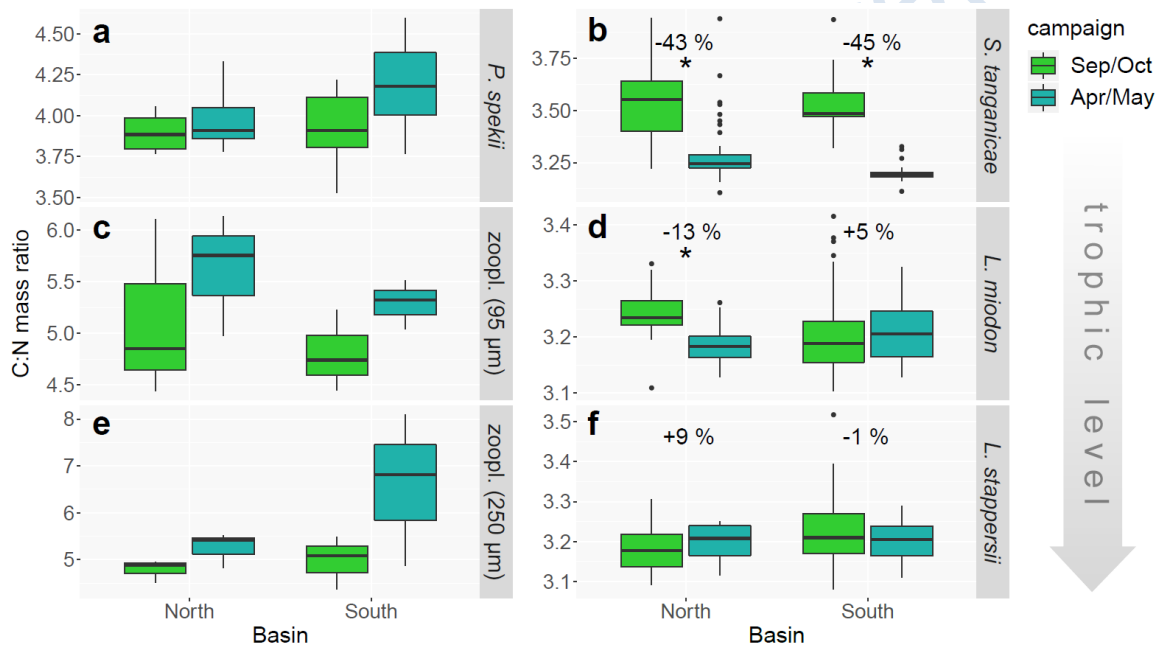 a
4.50
4.25
4.00
3.75
3.50
P. spekii
b
-43 %
*
-45 %
*
3.75
3.50
3.25
S. tanganicae
campaign
Sep/Oct
Apr/May
c
6.0
5.5
5.0
4.5
zoopl. (95 µm)
d
-13 %
*
+5 %
3.4
3.3
3.2
3.1
L. miodon
e
8
7
6
5
zoopl. (250 µm)
f
+9 %
-1 %
3.5
3.4
3.3
3.2
3.1
L. stappersii
C:N mass ratio
North
South
Basin
North
South
Basin
trophic level